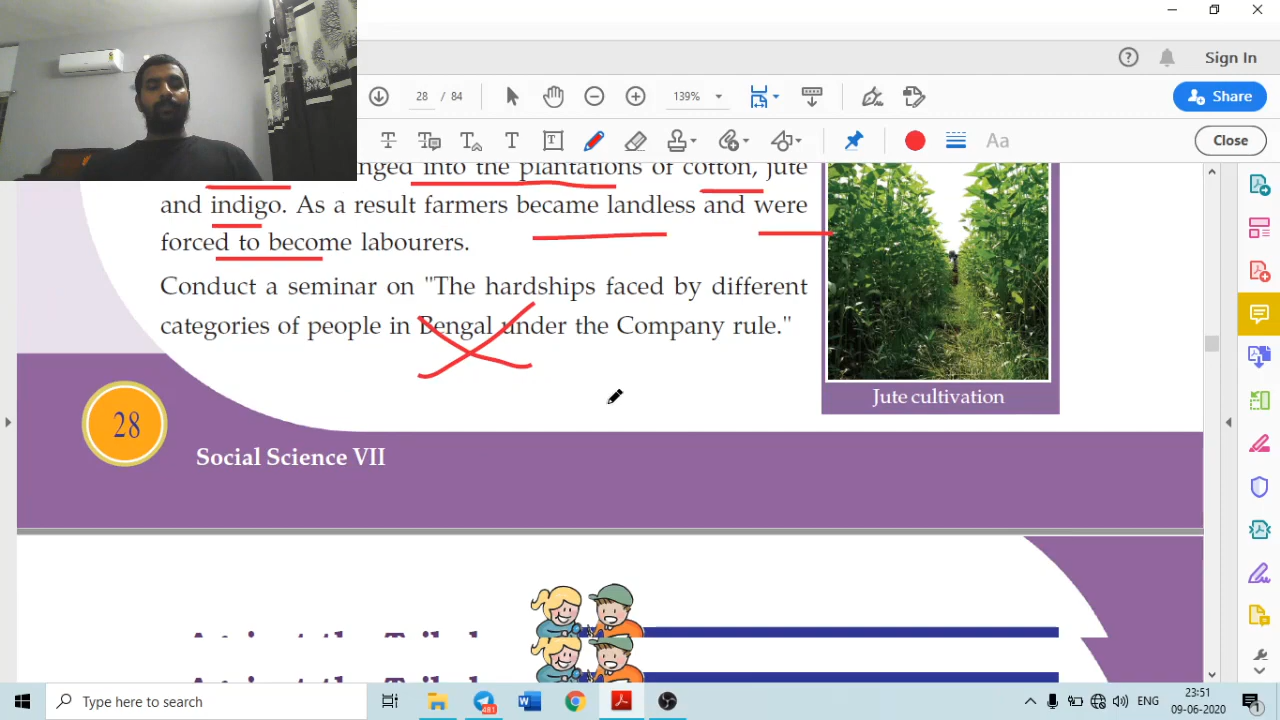 Sign In
28 / 84
139%
Share
Aa
Close
into the plantations of cotton, jute
and indigo. As a result farmers became landless and were
forced to become labourers.
Conduct a seminar on "The hardships faced by different
categories of people in Bengal under the Company rule."
Jute cultivation
28
Social Science VII
Type here to search
481
ENG
23:51
09-06-2020
1